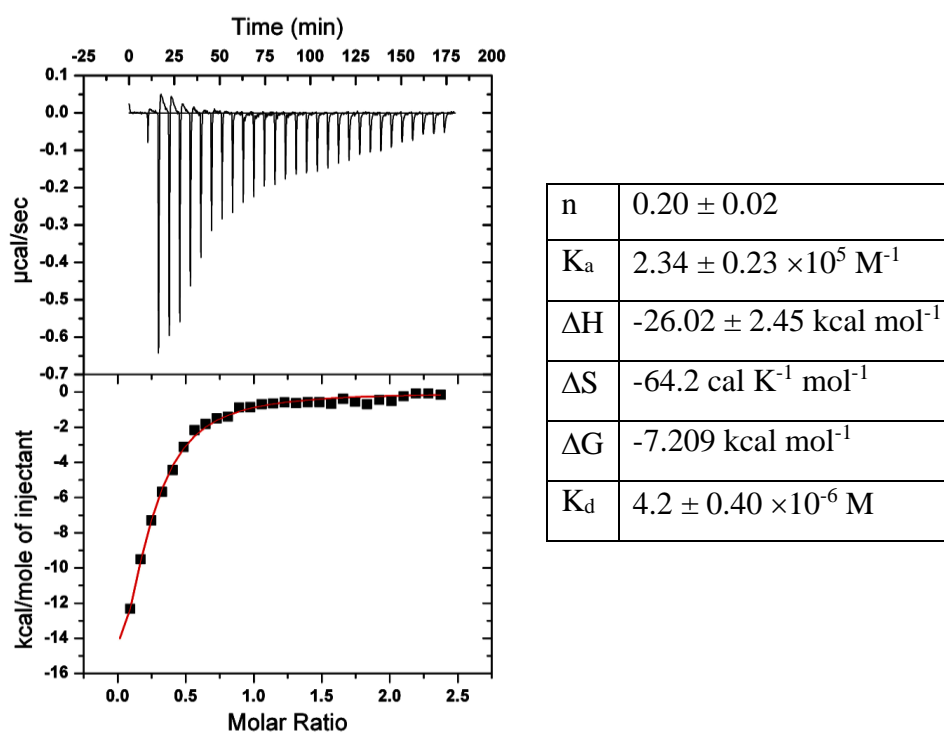 Time (min)
-25 0 25 50 75 100 125 150 175 200
0.1
0.0
-0.1
-0.2
-0.3
-0.4
-0.5
-0.6
-0.7
µcal/sec
0
-2
-4
-6
-8
-10
-12
-14
-16
kcal/mole of injectant
0.0 0.5 1.0 1.5 2.0 2.5
Molar Ratio
n 0.20 ± 0.02
Kₐ 2.34 ± 0.23 ×10⁵ M⁻¹
ΔH -26.02 ± 2.45 kcal mol⁻¹
ΔS -64.2 cal K⁻¹ mol⁻¹
ΔG -7.209 kcal mol⁻¹
K_d 4.2 ± 0.40 ×10⁻⁶ M